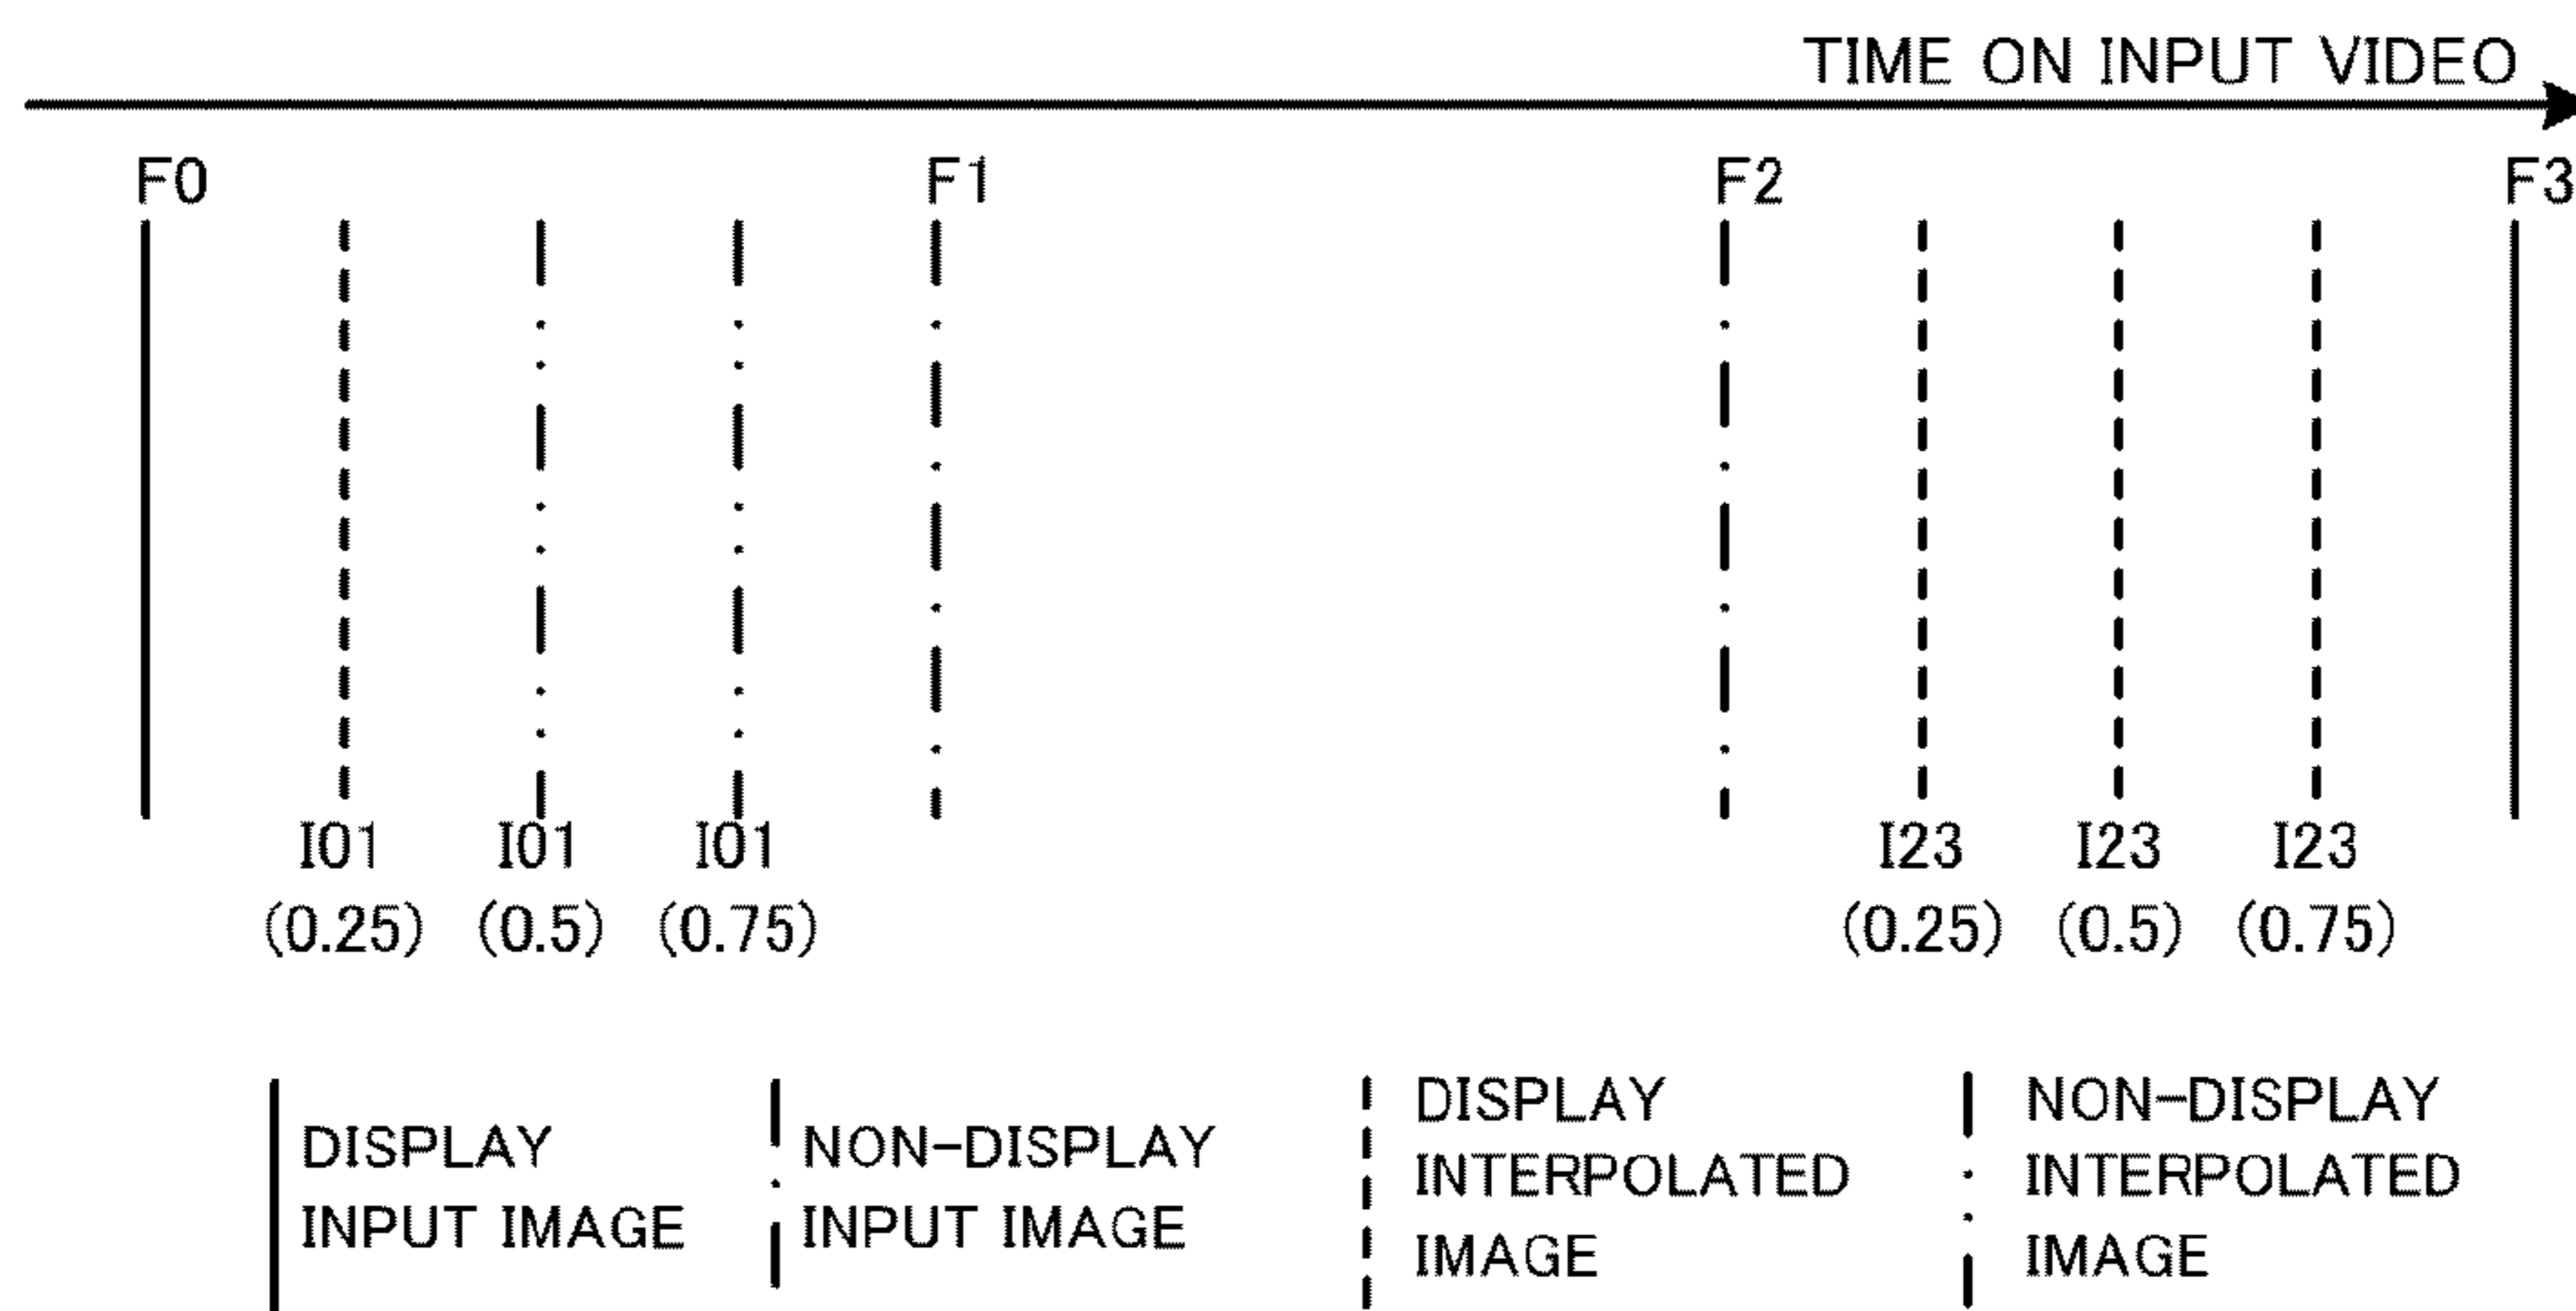 TIME ON INPUT VIDEO
F0 F1 F2 F3
I01 I01 I01 I23 I23 I23
(0.25) (0.5) (0.75) (0.25) (0.5) (0.75)
DISPLAY
INPUT IMAGE
NON-DISPLAY
INPUT IMAGE
DISPLAY
INTERPOLATED
IMAGE
NON-DISPLAY
INTERPOLATED
IMAGE